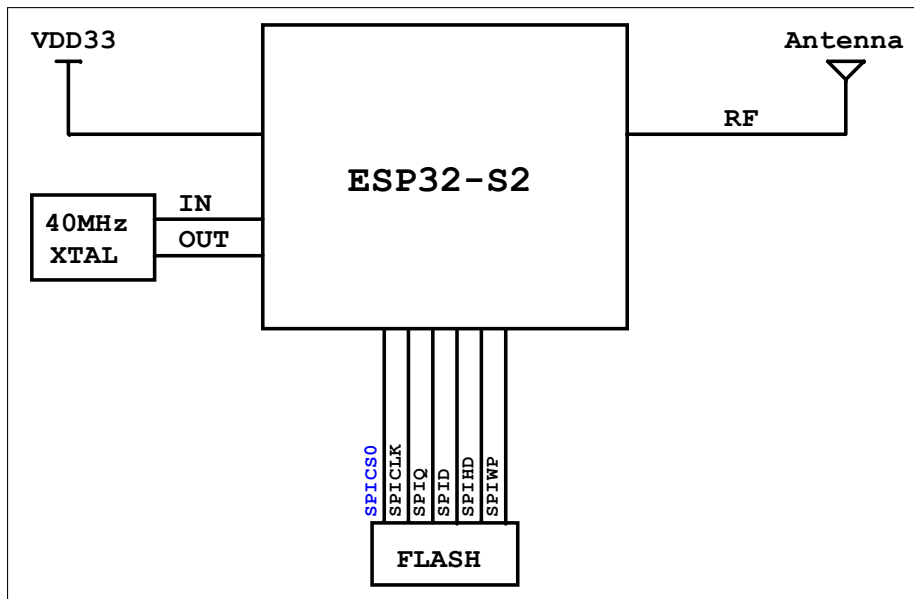 VDD33
Antenna
RF
ESP32-S2
40MHz
XTAL
IN
OUT
SPICS0
SPICLK
SPIQ
SPID
SPIHD
SPIWP
FLASH